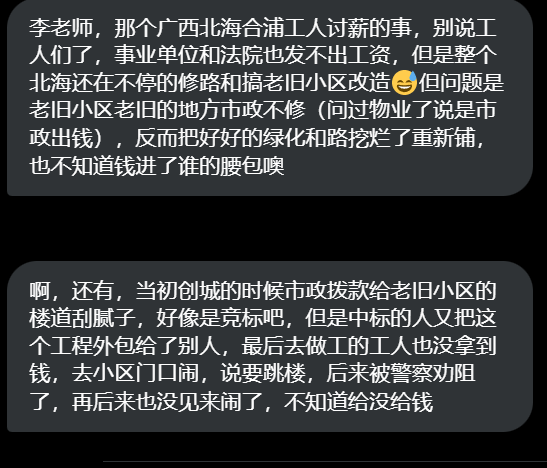 李老师，那个广西北海合浦工人讨薪的事，别说工
人们了，事业单位和法院也发不出工资，但是整个
北海还在不停的修路和搞老旧小区改造😅但问题是
老旧小区老旧的地方市政不修（问过物业了说是市
政出钱），反而把好好的绿化和路挖烂了重新铺，
也不知道钱进了谁的腰包噢
啊，还有，当初创城的时候市政拨款给老旧小区的
楼道刮腻子，好像是竞标吧，但是中标的人又把这
个工程外包给了别人，最后去做工的工人也没拿到
钱，去小区门口闹，说要跳楼，后来被警察劝阻
了，再后来也没见来闹了，不知道给没给钱